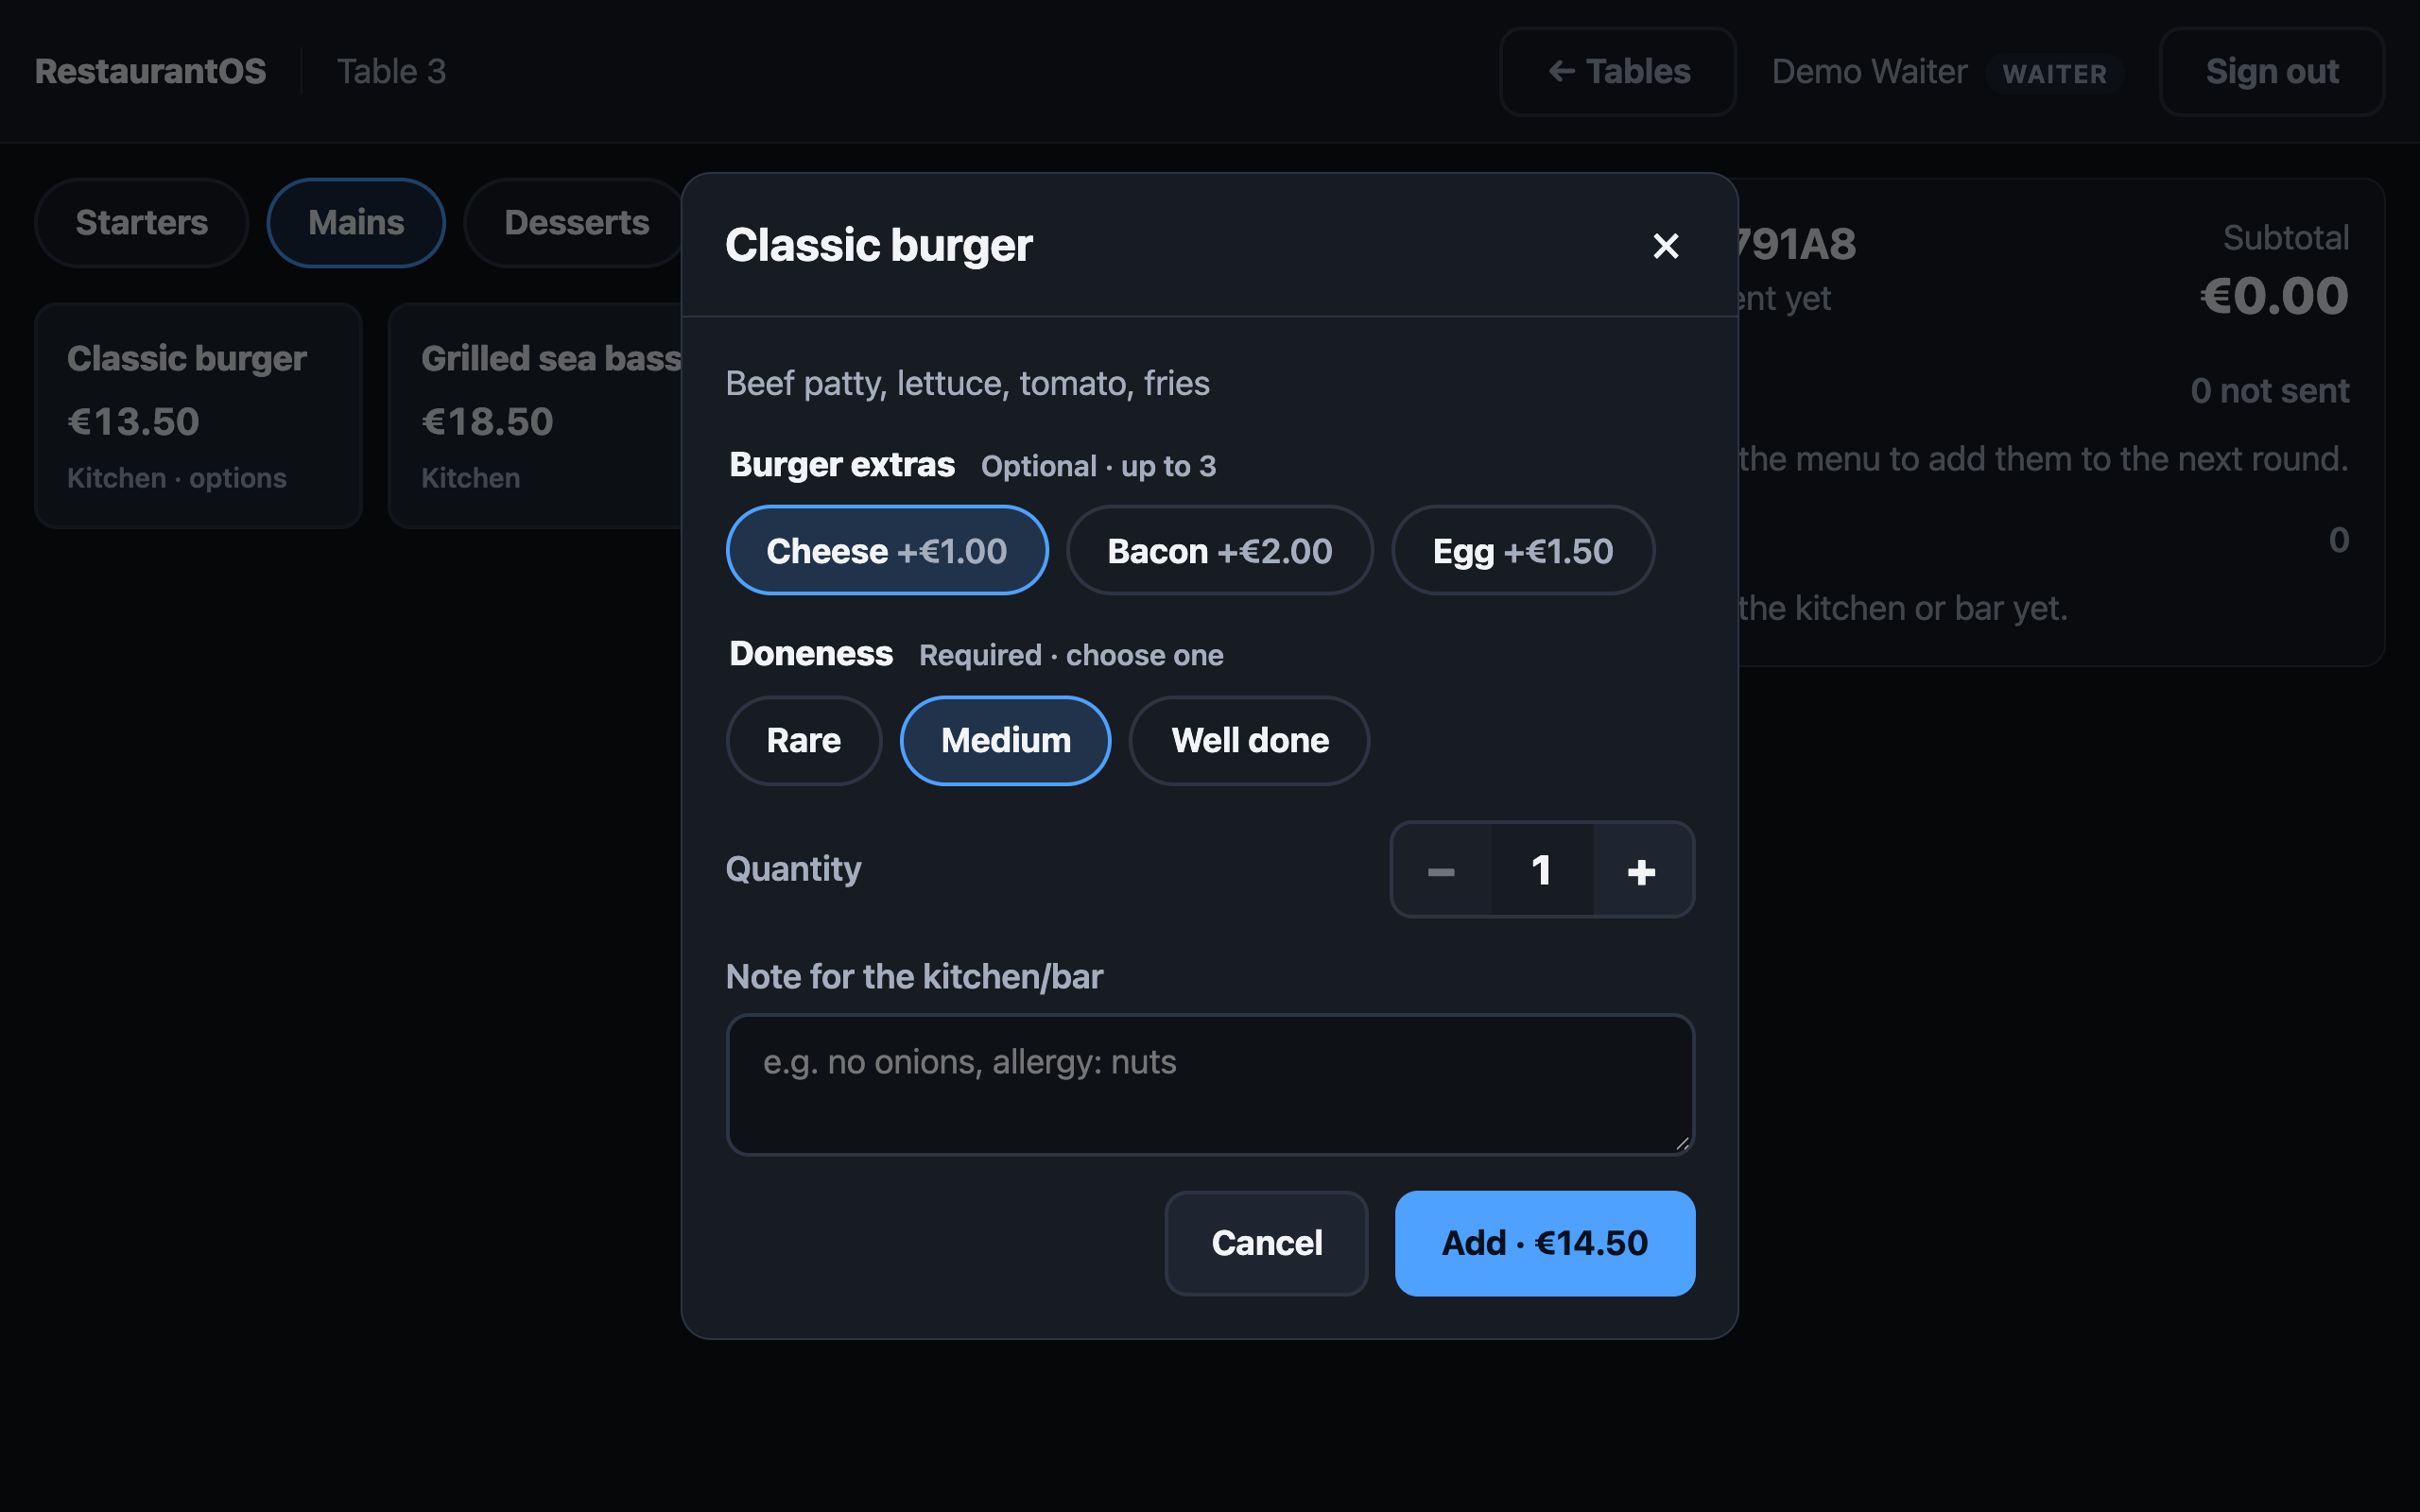 RestaurantOS Table 3 ← Tables Demo Waiter WAITER Sign out
Starters Mains Desserts
Classic burger
€13.50
Kitchen · options
Grilled sea bass
€18.50
Kitchen
Classic burger ×
Beef patty, lettuce, tomato, fries
Burger extras Optional · up to 3
Cheese +€1.00 Bacon +€2.00 Egg +€1.50
Doneness Required · choose one
Rare Medium Well done
Quantity − 1 +
Note for the kitchen/bar
e.g. no onions, allergy: nuts
Cancel Add · €14.50
791A8 Subtotal
yet €0.00
0 not sent
the menu to add them to the next round.
0
the kitchen or bar yet.